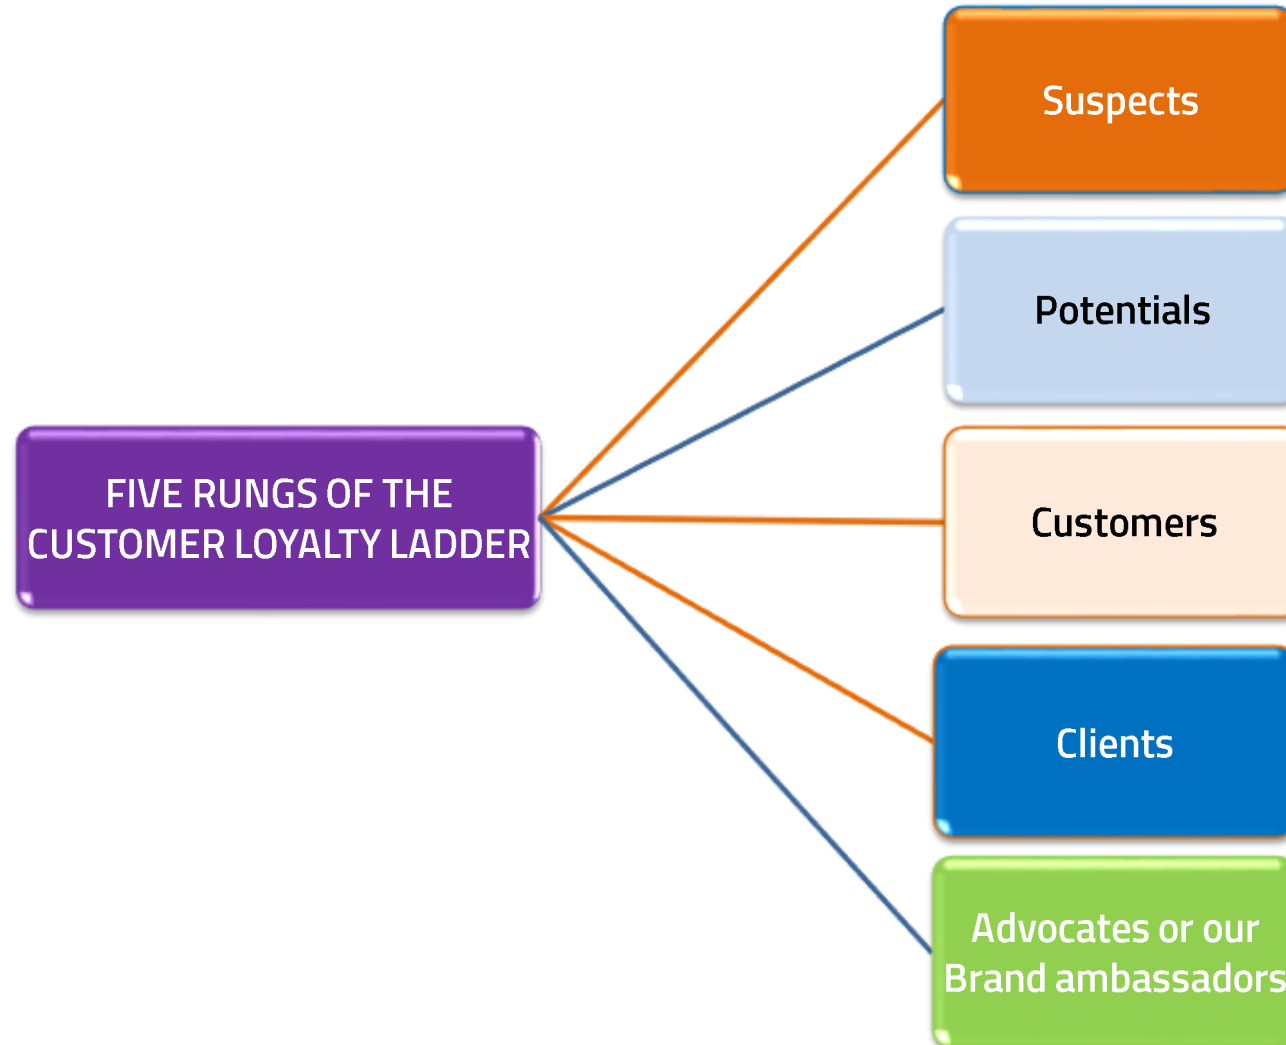 Suspects
Potentials
FIVE RUNGS OF THE
CUSTOMER LOYALTY LADDER
Customers
Clients
Advocates or our
Brand ambassadors